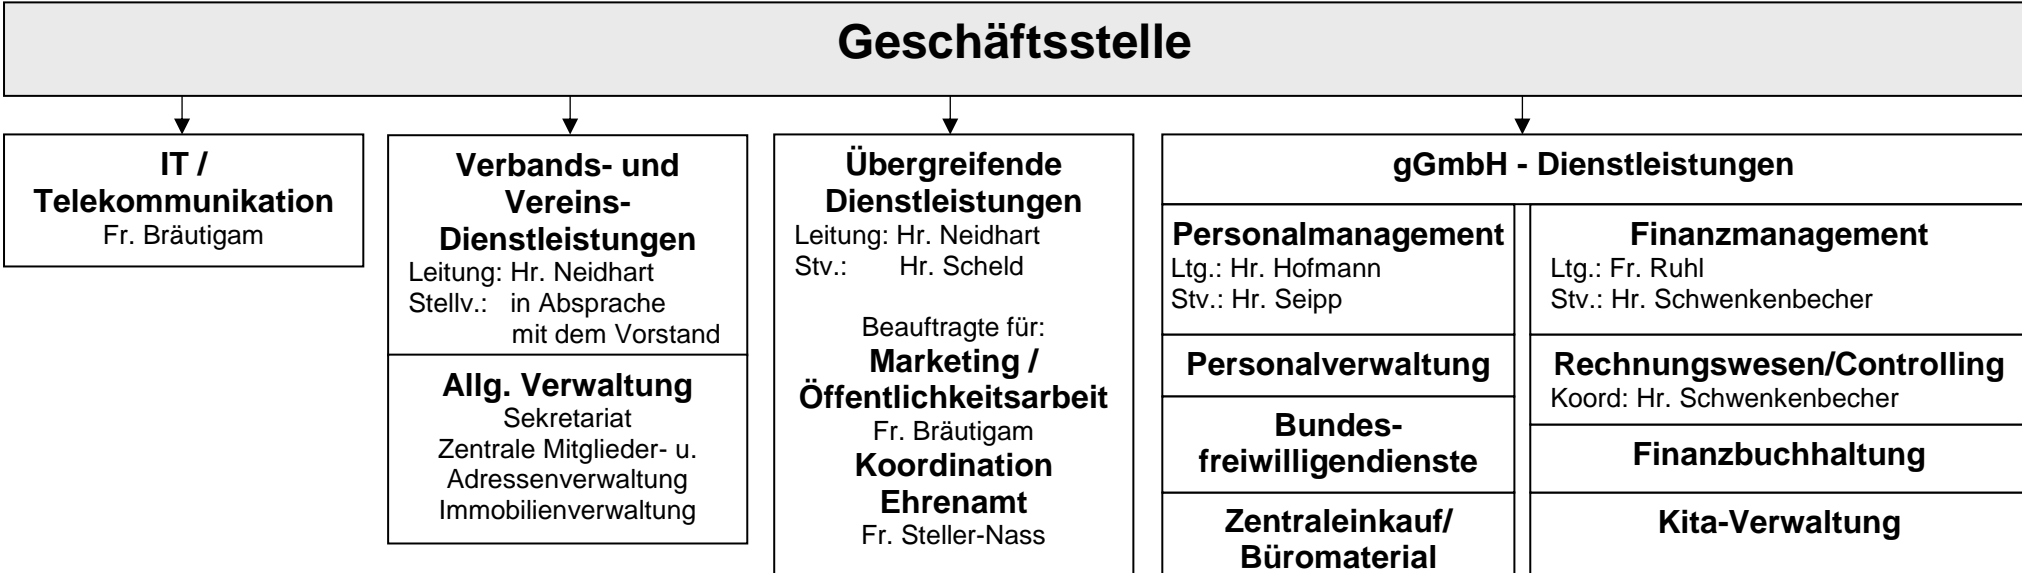 Geschäftsstelle
IT /
Telekommunikation
Fr. Bräutigam
Verbands- und
Vereins-
Dienstleistungen
Leitung: Hr. Neidhart
Stellv.: in Absprache
mit dem Vorstand
Allg. Verwaltung
Sekretariat
Zentrale Mitglieder- u.
Adressenverwaltung
Immobilienverwaltung
Übergreifende
Dienstleistungen
Leitung: Hr. Neidhart
Stv.: Hr. Scheld
Beauftragte für:
Marketing /
Öffentlichkeitsarbeit
Fr. Bräutigam
Koordination
Ehrenamt
Fr. Steller-Nass
gGmbH - Dienstleistungen
Personalmanagement
Ltg.: Hr. Hofmann
Stv.: Hr. Seipp
Personalverwaltung
Bundes-
freiwilligendienste
Zentraleinkauf/
Büromaterial
Finanzmanagement
Ltg.: Fr. Ruhl
Stv.: Hr. Schwenkenbecher
Rechnungswesen/Controlling
Koord: Hr. Schwenkenbecher
Finanzbuchhaltung
Kita-Verwaltung